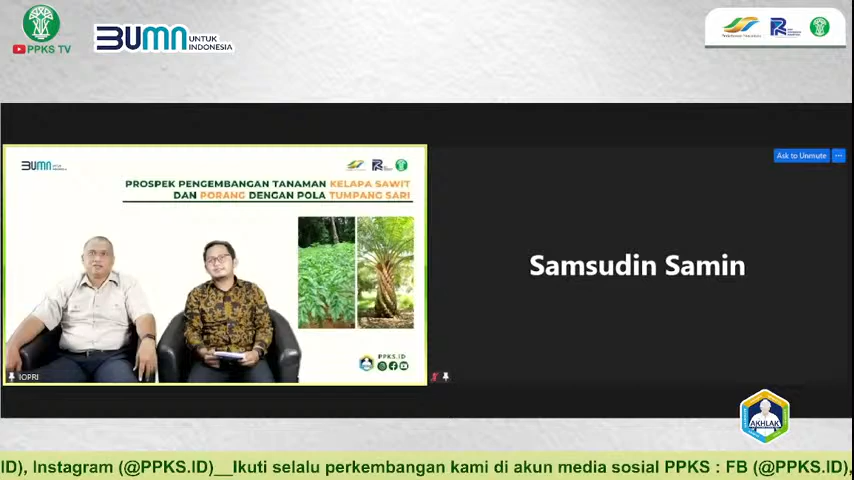 PPKS TV
BUMN UNTUK
INDONESIA
Ask to Unmute
BUMN
PROSPEK PENGEMBANGAN TANAMAN KELAPA SAWIT
DAN PORANG DENGAN POLA TUMPANG SARI
Samsudin Samin
PPKS.ID
IOPRI
AKHLAK
ID), Instagram (@PPKS.ID)__Ikuti selalu perkembangan kami di akun media sosial PPKS : FB (@PPKS.ID),